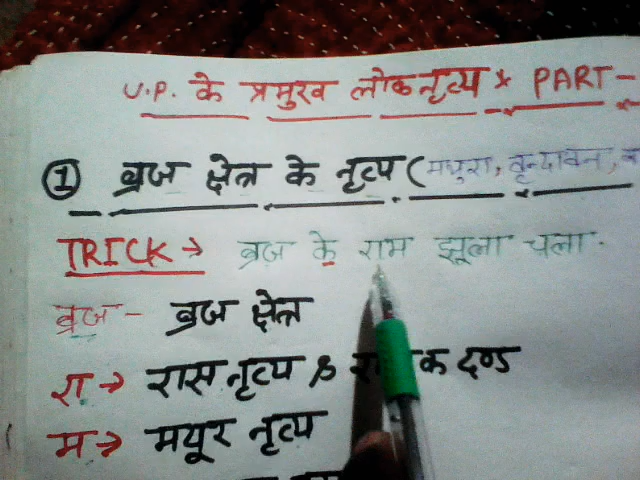 U.P. के प्रमुख लोकनृत्य * PART-
① ब्रज क्षेत्र के नृत्य (मथुरा, वृन्दावन,
TRICK → ब्रज के राम झूला चला.
ब्रज - ब्रज क्षेत्र
रा → रास नृत्य & दण्ड
म → मयूर नृत्य